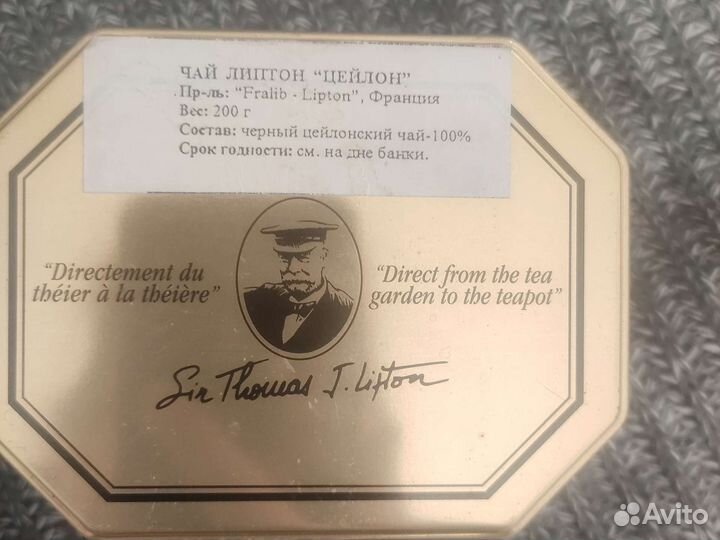 ЧАЙ ЛИПТОН "ЦЕЙЛОН"
Пр-ль: "Fralib - Lipton", Франция
Вес: 200 г
Состав: черный цейлонский чай-100%
Срок годности: см. на дне банки.
"Directement du
théier à la théière"
"Direct from the tea
garden to the teapot"
Sir Thomas J. Lipton
Avito